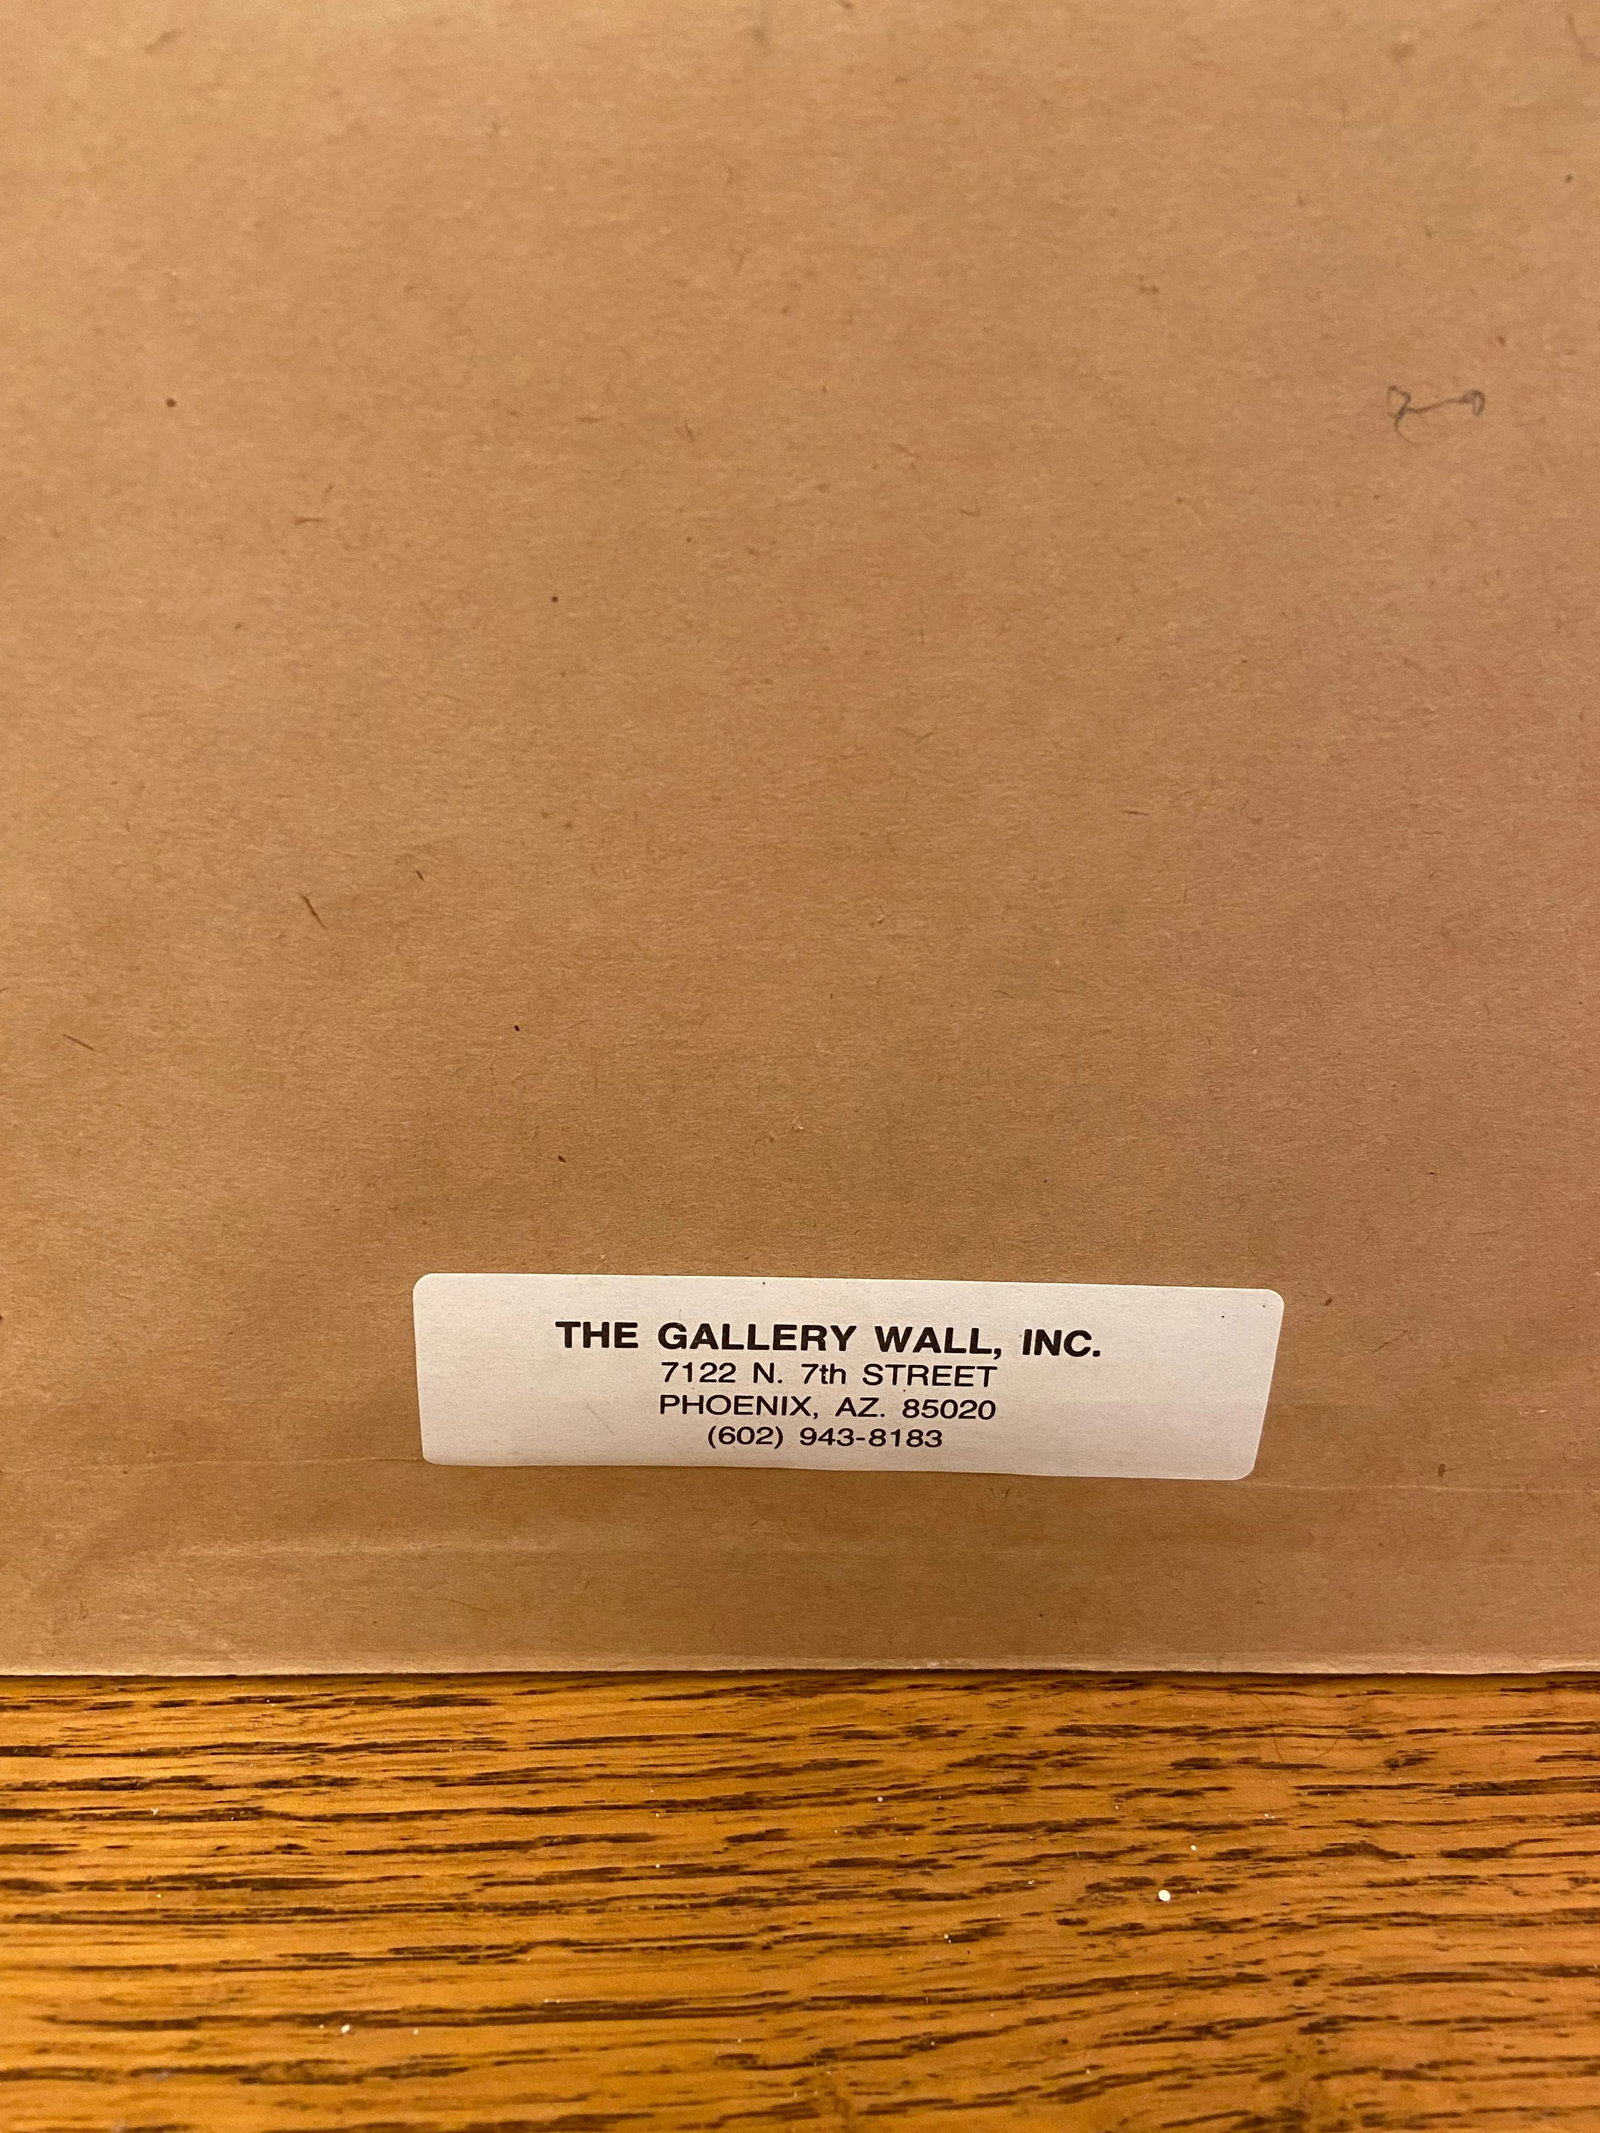 THE GALLERY WALL, INC.
7122 N. 7th STREET
PHOENIX, AZ. 85020
(602) 943-8183